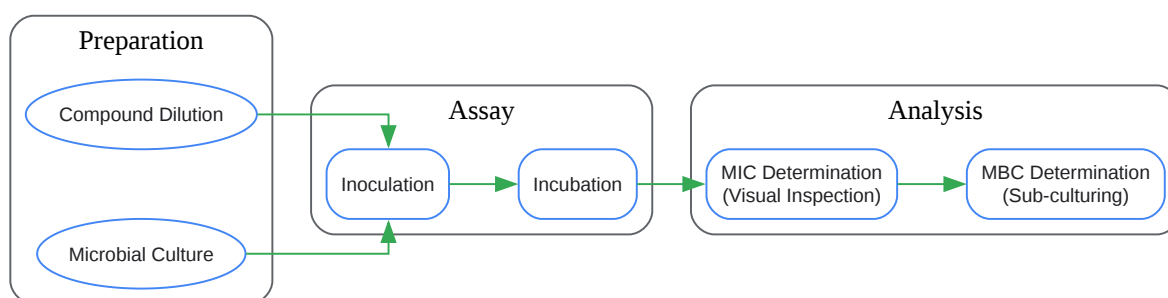 Preparation
Compound Dilution
Microbial Culture
Assay
Inoculation
Incubation
Analysis
MIC Determination
(Visual Inspection)
MBC Determination
(Sub-culturing)